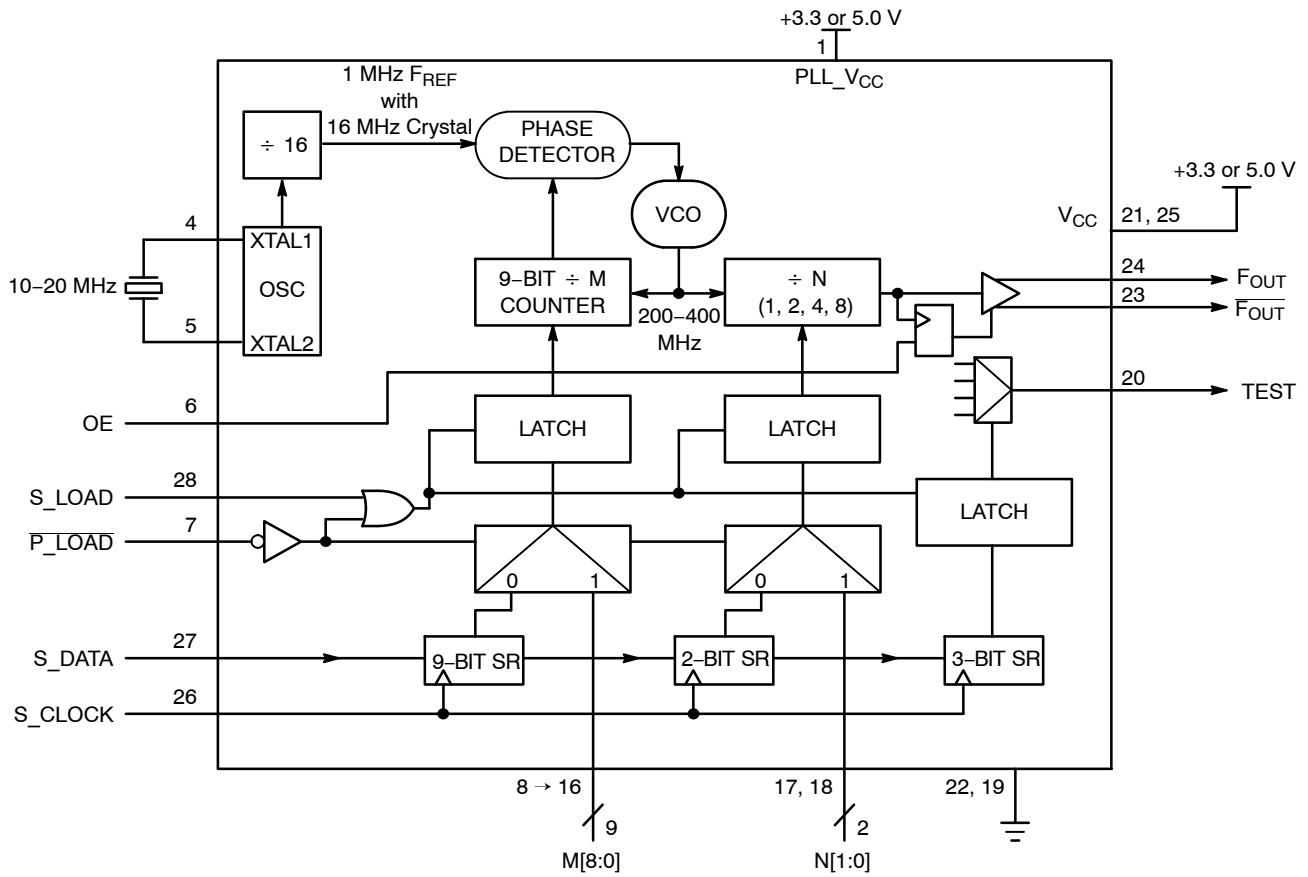 +3.3 or 5.0 V
1
PLL_VCC
1 MHz FREF
with
16 MHz Crystal
÷ 16
PHASE
DETECTOR
VCO
+3.3 or 5.0 V
VCC
21, 25
4
XTAL1
10–20 MHz
OSC
5
XTAL2
9-BIT ÷ M
COUNTER
200–400
MHz
÷ N
(1, 2, 4, 8)
24
FOUT
23
F̅O̅U̅T̅
20
TEST
6
OE
LATCH
LATCH
28
S_LOAD
7
P̅_̅L̅O̅A̅D̅
LATCH
0
1
0
1
27
S_DATA
9-BIT SR
2-BIT SR
3-BIT SR
26
S_CLOCK
8 → 16
17, 18
22, 19
9
2
M[8:0]
N[1:0]